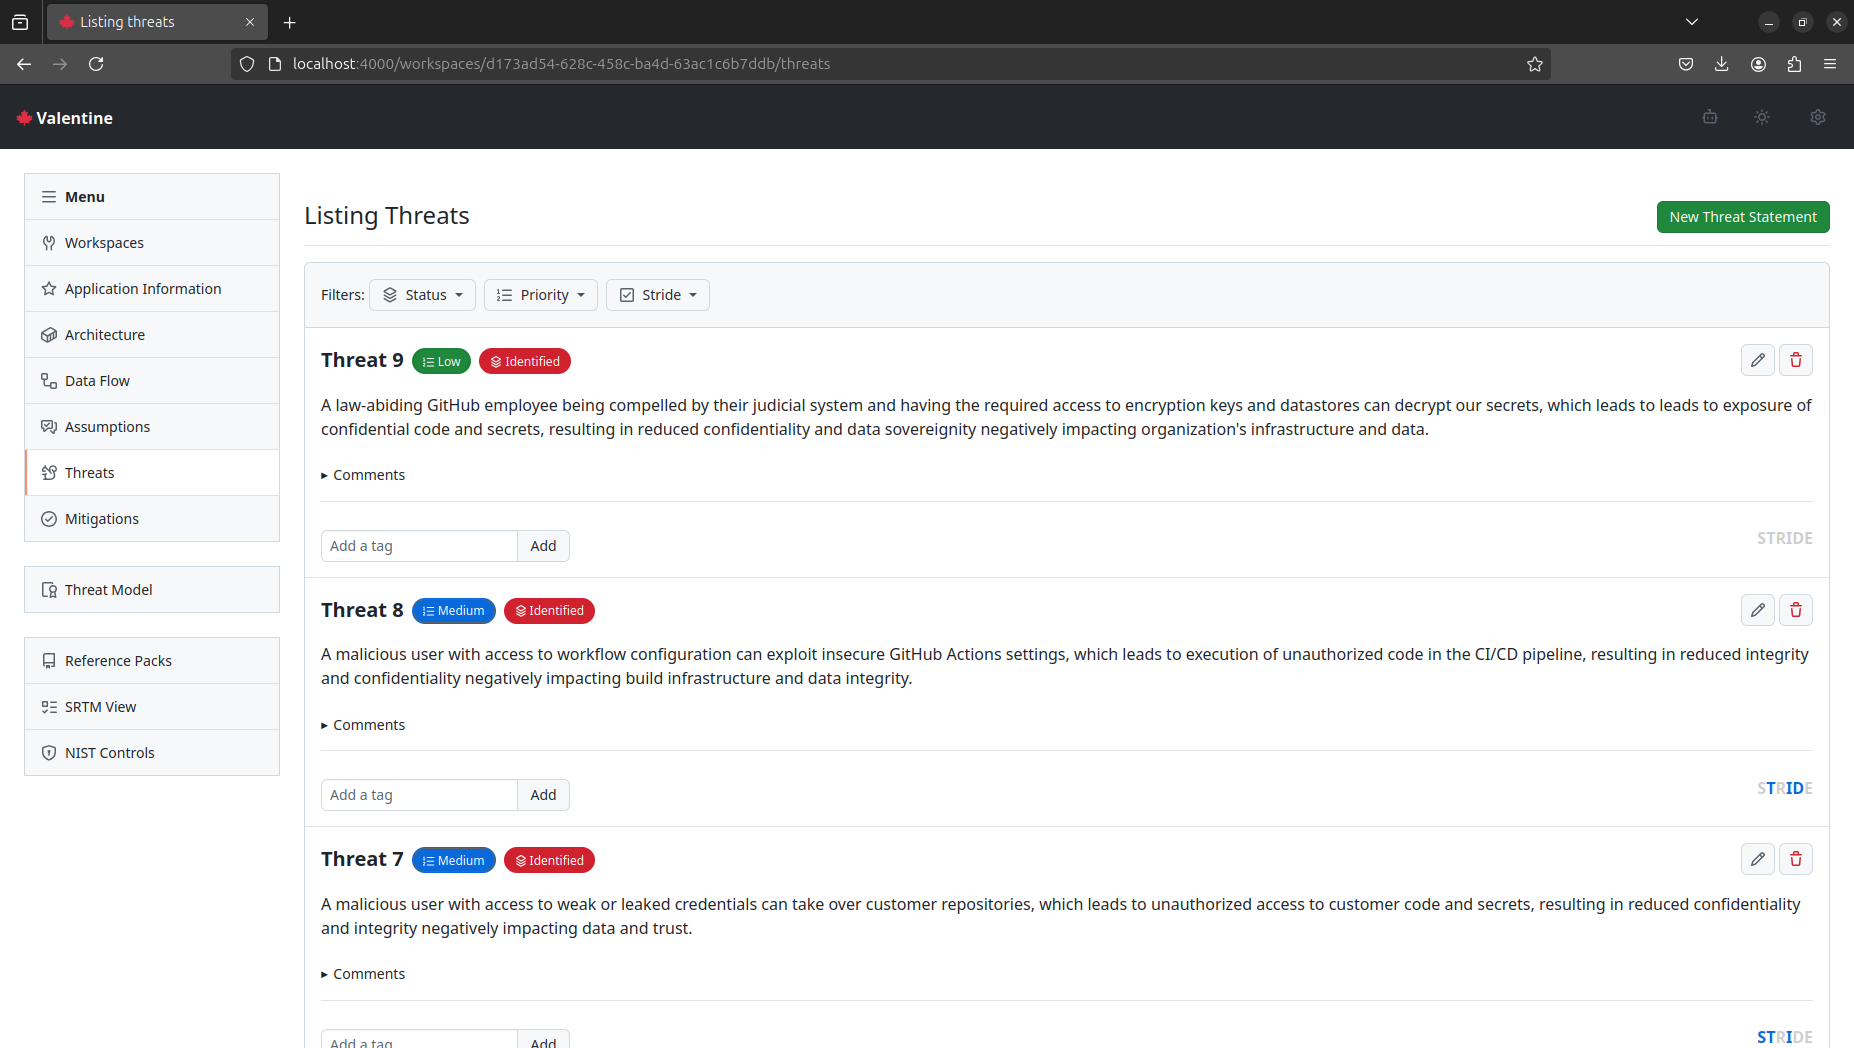 Listing threats
localhost:4000/workspaces/d173ad54-628c-458c-ba4d-63ac1c6b7ddb/threats
Valentine
Menu
Workspaces
Application Information
Architecture
Data Flow
Assumptions
Threats
Mitigations
Threat Model
Reference Packs
SRTM View
NIST Controls
Listing Threats
New Threat Statement
Filters: Status Priority Stride
Threat 9 Low Identified
A law-abiding GitHub employee being compelled by their judicial system and having the required access to encryption keys and datastores can decrypt our secrets, which leads to leads to exposure of
confidential code and secrets, resulting in reduced confidentiality and data sovereignity negatively impacting organization's infrastructure and data.
Comments
Add a tag Add
STRIDE
Threat 8 Medium Identified
A malicious user with access to workflow configuration can exploit insecure GitHub Actions settings, which leads to execution of unauthorized code in the CI/CD pipeline, resulting in reduced integrity
and confidentiality negatively impacting build infrastructure and data integrity.
Comments
Add a tag Add
STRIDE
Threat 7 Medium Identified
A malicious user with access to weak or leaked credentials can take over customer repositories, which leads to unauthorized access to customer code and secrets, resulting in reduced confidentiality
and integrity negatively impacting data and trust.
Comments
Add a tag Add
STRIDE